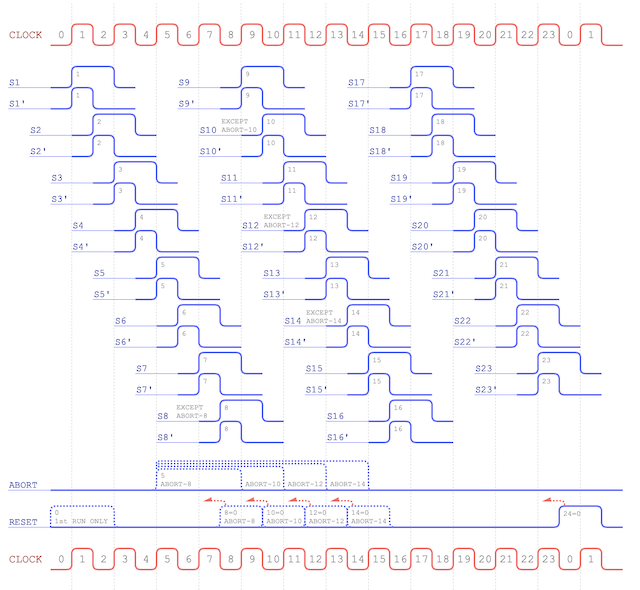 CLOCK 0 1 2 3 4 5 6 7 8 9 10 11 12 13 14 15 16 17 18 19 20 21 22 23 0 1
S1 1 S9 9 S17 17
S1' 1 S9' 9 S17' 17
S2 2 S10 EXCEPT ABORT-10 10 S18 18
S2' 2 S10' 10 S18' 18
S3 3 S11 11 S19 19
S3' 3 S11' 11 S19' 19
S4 4 S12 EXCEPT ABORT-12 12 S20 20
S4' 4 S12' 12 S20' 20
S5 5 S13 13 S21 21
S5' 5 S13' 13 S21' 21
S6 6 S14 EXCEPT ABORT-14 14 S22 22
S6' 6 S14' 14 S22' 22
S7 7 S15 15 S23 23
S7' 7 S15' 15 S23' 23
S8 EXCEPT ABORT-8 8 S16 16
S8' 8 S16' 16
5
ABORT ABORT-8 ABORT-10 ABORT-12 ABORT-14
0 8=0 10=0 12=0 14=0 24=0
RESET 1st RUN ONLY ABORT-8 ABORT-10 ABORT-12 ABORT-14
CLOCK 0 1 2 3 4 5 6 7 8 9 10 11 12 13 14 15 16 17 18 19 20 21 22 23 0 1